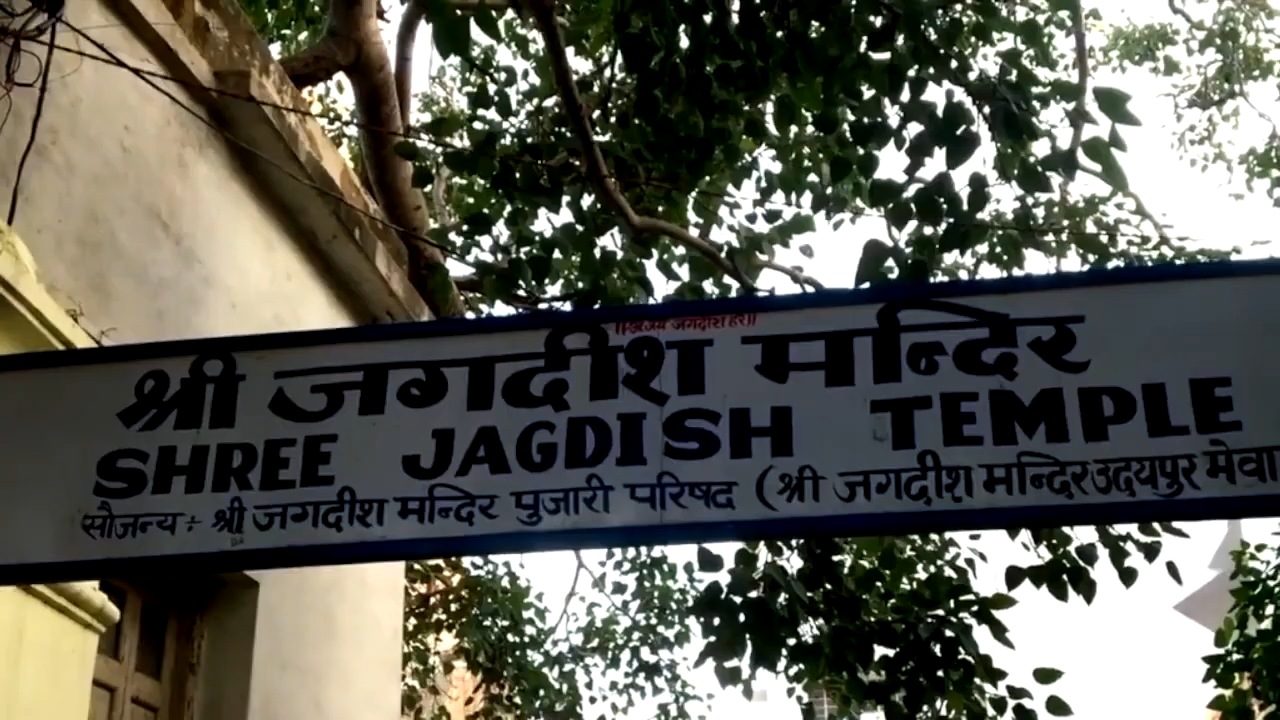 ।।ॐ जय जगदीश हरे।।
श्री जगदीश मन्दिर
SHREE JAGDISH TEMPLE
सौजन्य ÷ श्री जगदीश मन्दिर पुजारी परिषद (श्री जगदीश मन्दिर उदयपुर मेवा